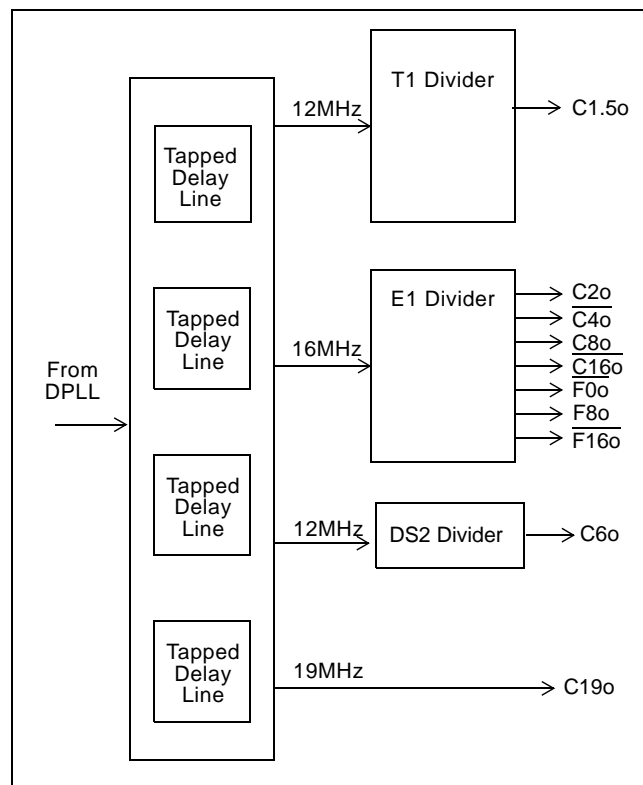 T1 Divider
12MHz
C1.5o
Tapped
Delay
Line
E1 Divider
C2o
C4o
C8o
C16o
F0o
F8o
F16o
16MHz
Tapped
Delay
Line
From
DPLL
Tapped
Delay
Line
12MHz
DS2 Divider
C6o
Tapped
Delay
Line
19MHz
C19o